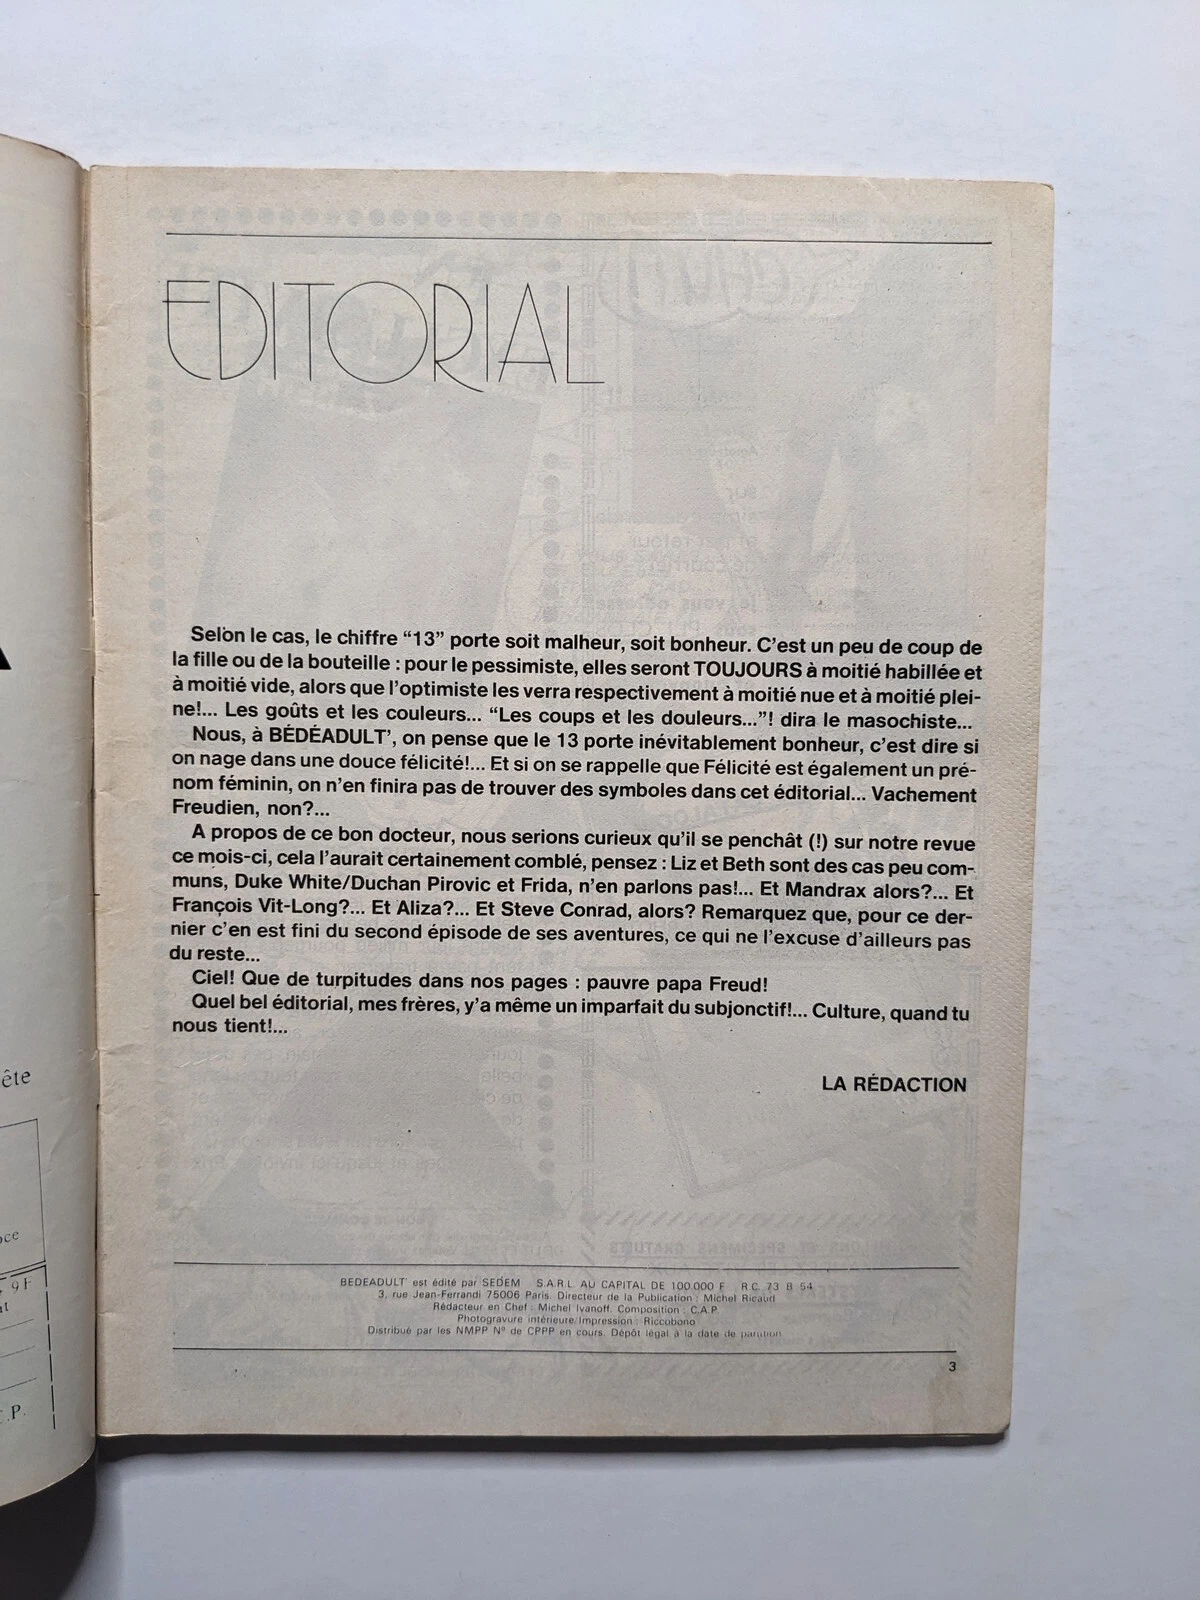 EDITORIAL
Selon le cas, le chiffre “13” porte soit malheur, soit bonheur. C’est un peu de coup de
la fille ou de la bouteille : pour le pessimiste, elles seront TOUJOURS à moitié habillée et
à moitié vide, alors que l’optimiste les verra respectivement à moitié nue et à moitié plei-
ne!... Les goûts et les couleurs... “Les coups et les douleurs...”! dira le masochiste...
Nous, à BÉDÉADULT’, on pense que le 13 porte inévitablement bonheur, c’est dire si
on nage dans une douce félicité!... Et si on se rappelle que Félicité est également un pré-
nom féminin, on n’en finira pas de trouver des symboles dans cet éditorial... Vachement
Freudien, non?...
A propos de ce bon docteur, nous serions curieux qu’il se penchât (!) sur notre revue
ce mois-ci, cela l’aurait certainement comblé, pensez : Liz et Beth sont des cas peu com-
muns, Duke White/Duchan Pirovic et Frida, n’en parlons pas!... Et Mandrax alors?... Et
François Vit-Long?... Et Aliza?... Et Steve Conrad, alors? Remarquez que, pour ce der-
nier c’en est fini du second épisode de ses aventures, ce qui ne l’excuse d’ailleurs pas
du reste...
Ciel! Que de turpitudes dans nos pages : pauvre papa Freud!
Quel bel éditorial, mes frères, y’a même un imparfait du subjonctif!... Culture, quand tu
nous tient!...
LA RÉDACTION
BEDEADULT’ est édité par SEDEM S.A.R.L. AU CAPITAL DE 100.000 F . R.C. 73 B 54
3, rue Jean-Ferrandi 75006 Paris. Directeur de la Publication : Michel Ricaud
Rédacteur en Chef : Michel Ivanoff. Composition : C.A.P.
Photogravure intérieure/Impression : Riccobono
Distribué par les NMPP N° de CPPP en cours. Dépôt légal à la date de parution
3
ête
9 F
C.P.